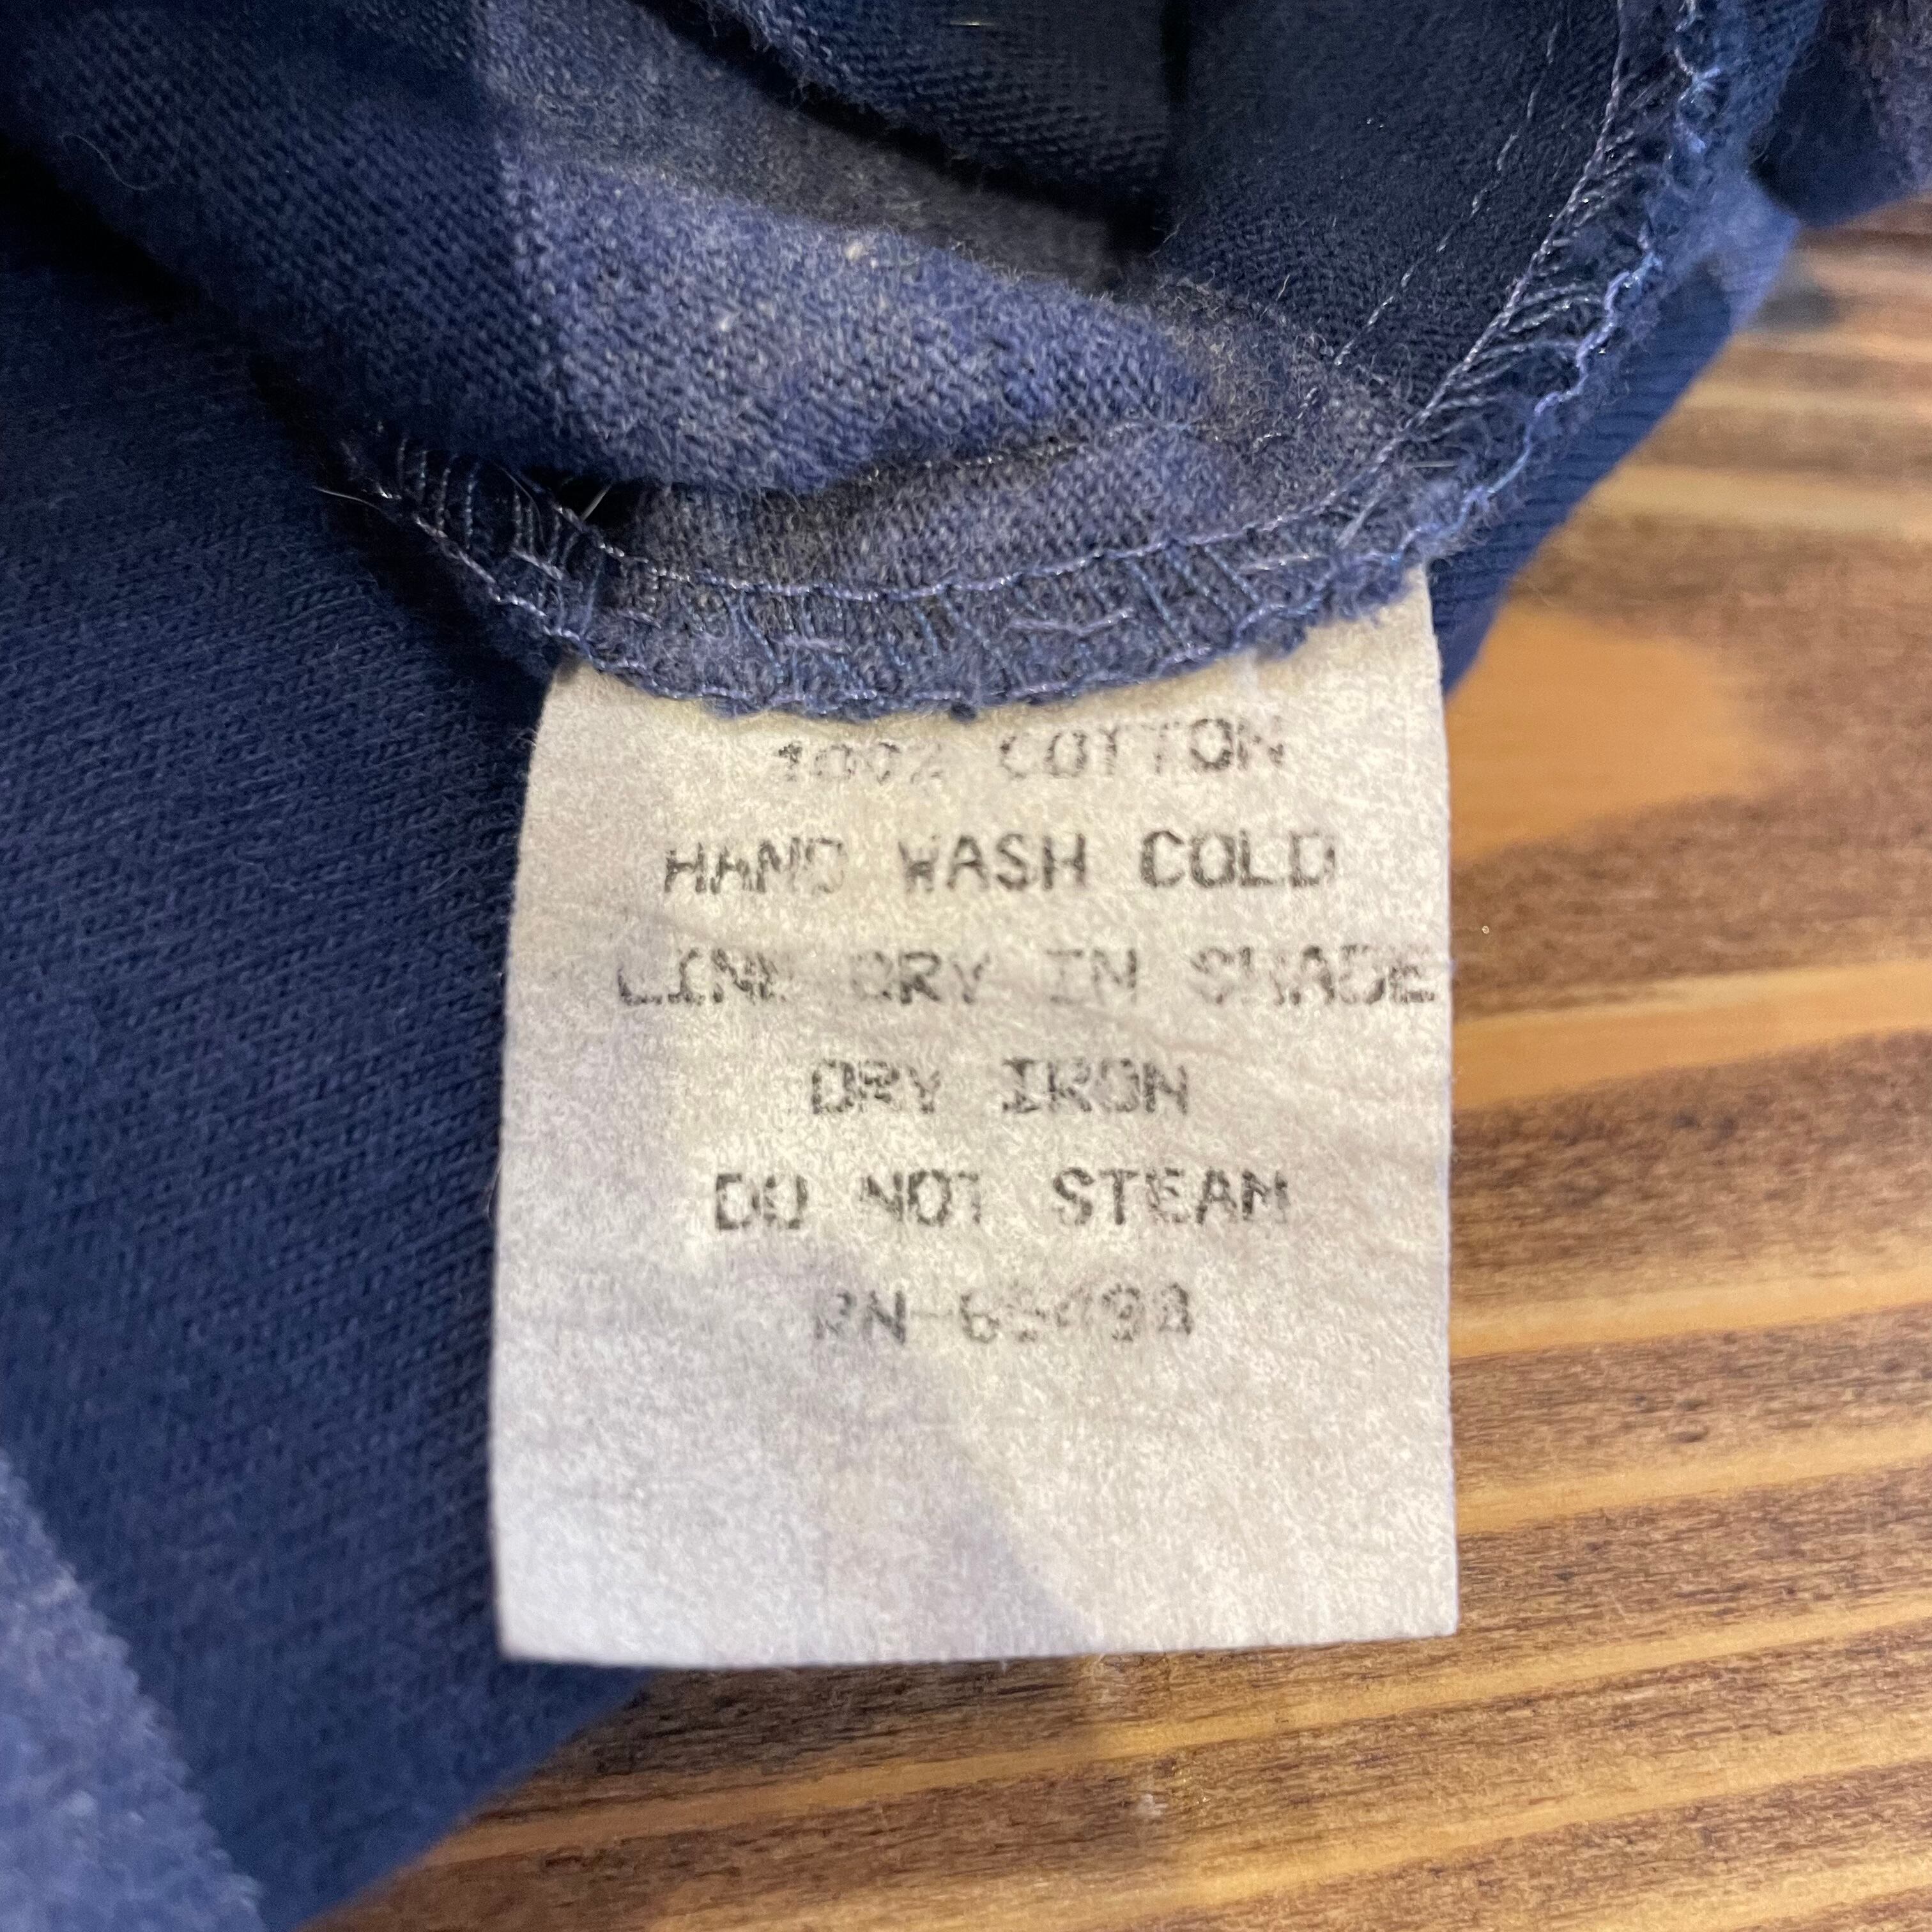 100% COTTON
HAND WASH COLD
LINE DRY IN SHADE
DRY IRON
DO NOT STEAM